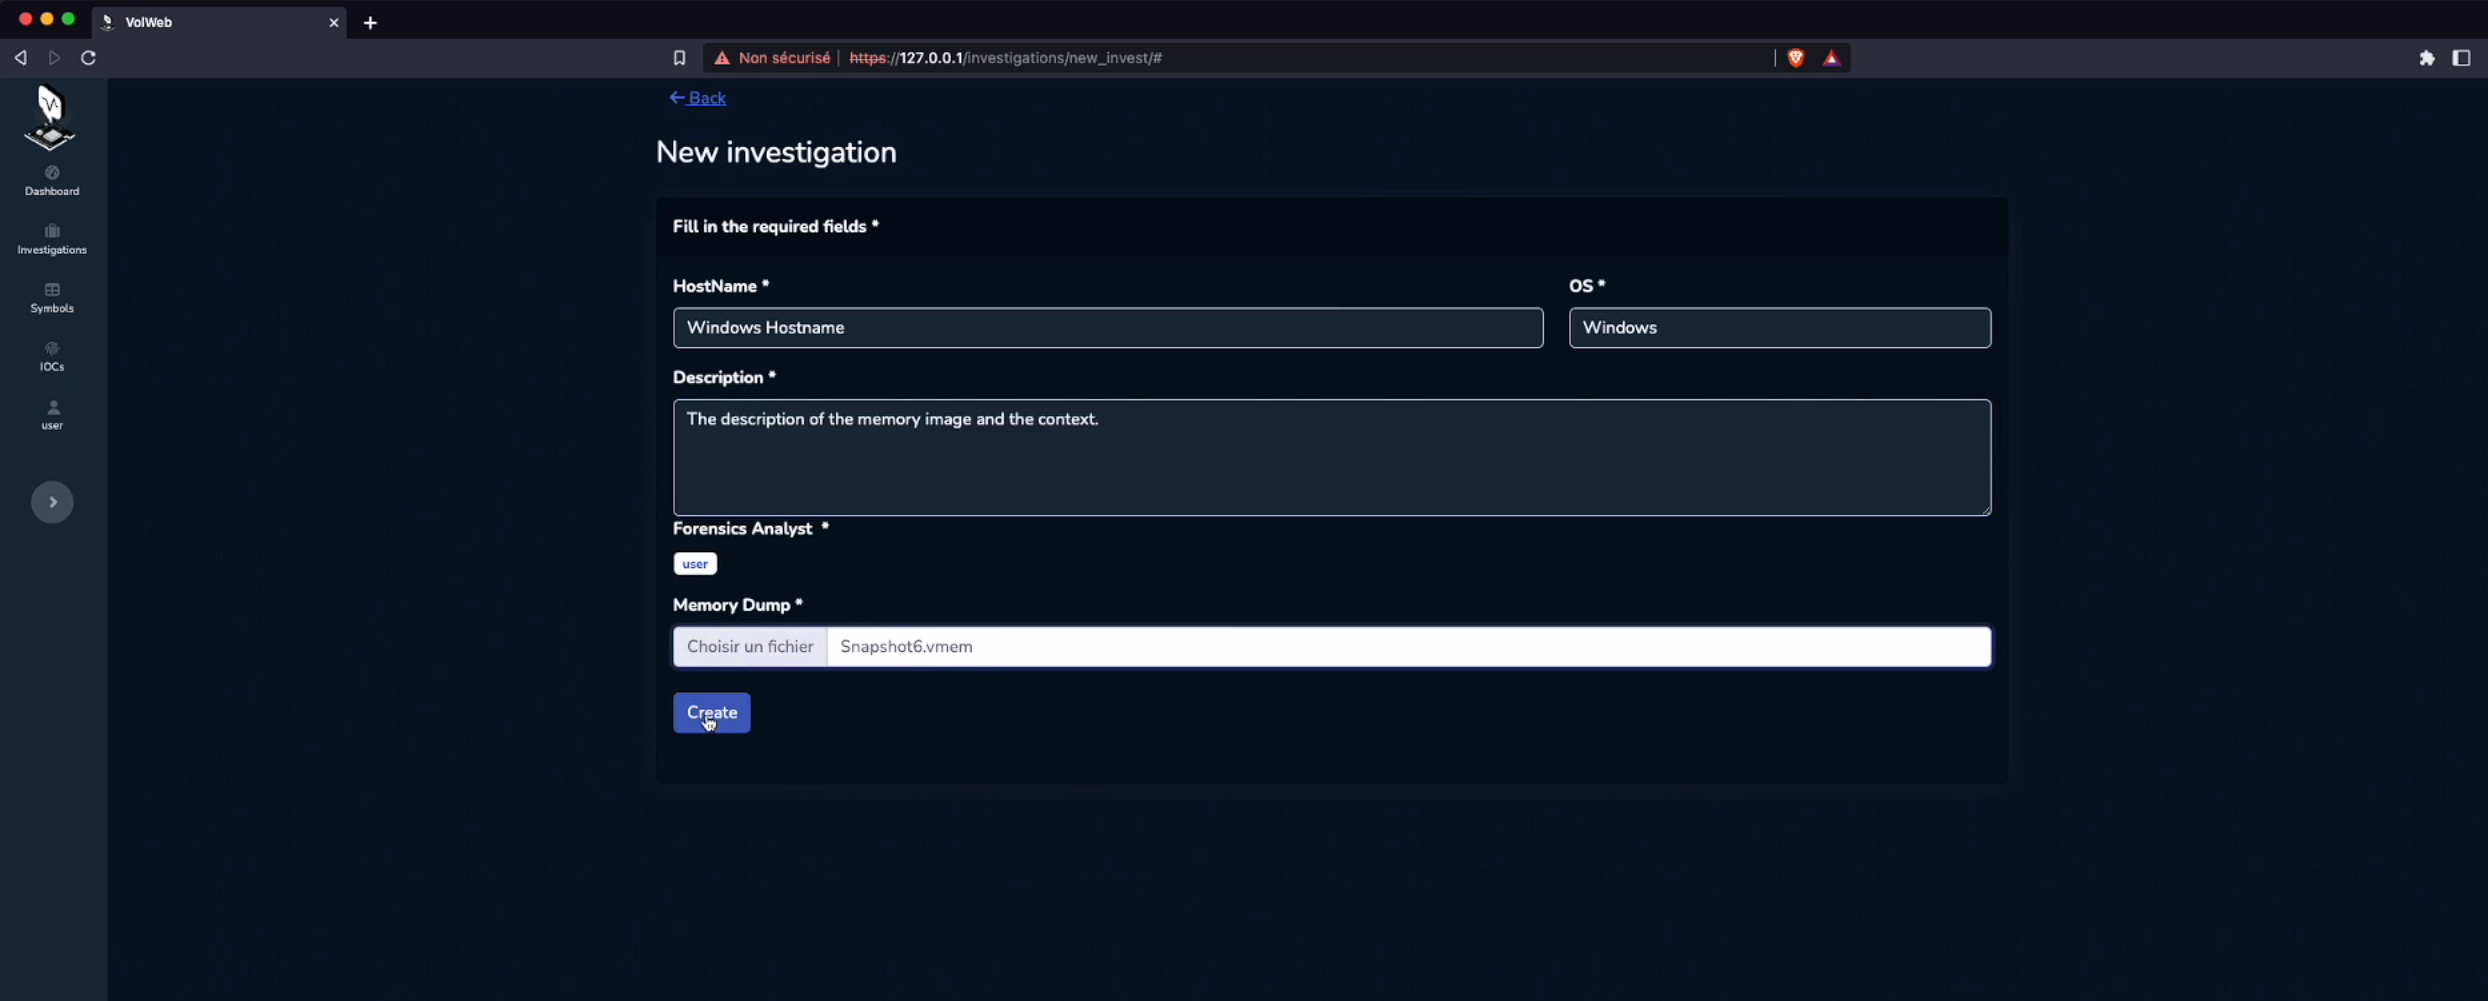 VolWeb
Non sécurisé | https://127.0.0.1/investigations/new_invest/#
Back
New investigation
Dashboard
Investigations
Symbols
IOCs
user
Fill in the required fields *
HostName *
OS *
Windows Hostname
Windows
Description *
The description of the memory image and the context.
Forensics Analyst *
user
Memory Dump *
Choisir un fichier Snapshot6.vmem
Create